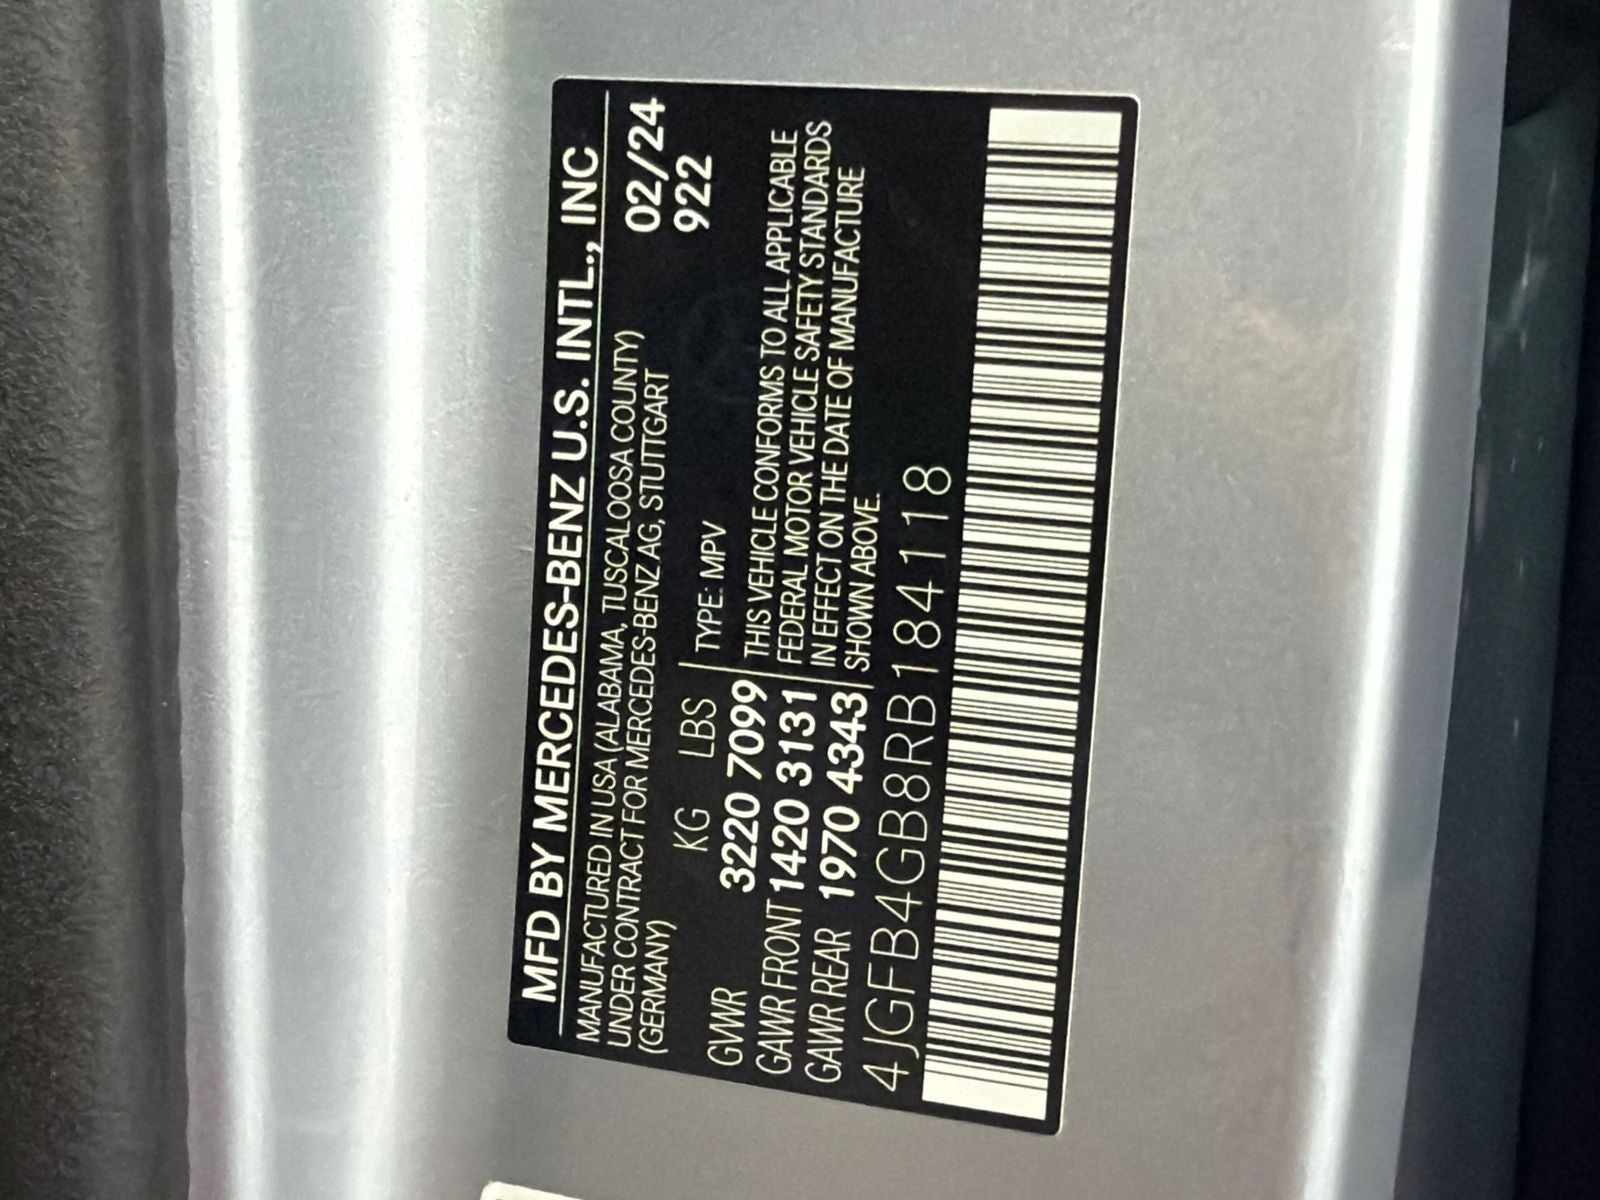 MFD BY MERCEDES-BENZ U.S. INTL., INC
MANUFACTURED IN USA (ALABAMA, TUSCALOOSA COUNTY) 02/24
UNDER CONTRACT FOR MERCEDES-BENZ AG, STUTTGART 922
(GERMANY)
KG LBS TYPE: MPV
GVWR 3220 7099 THIS VEHICLE CONFORMS TO ALL APPLICABLE
GAWR FRONT 1420 3131 FEDERAL MOTOR VEHICLE SAFETY STANDARDS
GAWR REAR 1970 4343 IN EFFECT ON THE DATE OF MANUFACTURE
SHOWN ABOVE.
4JGFB4GB8RB184118